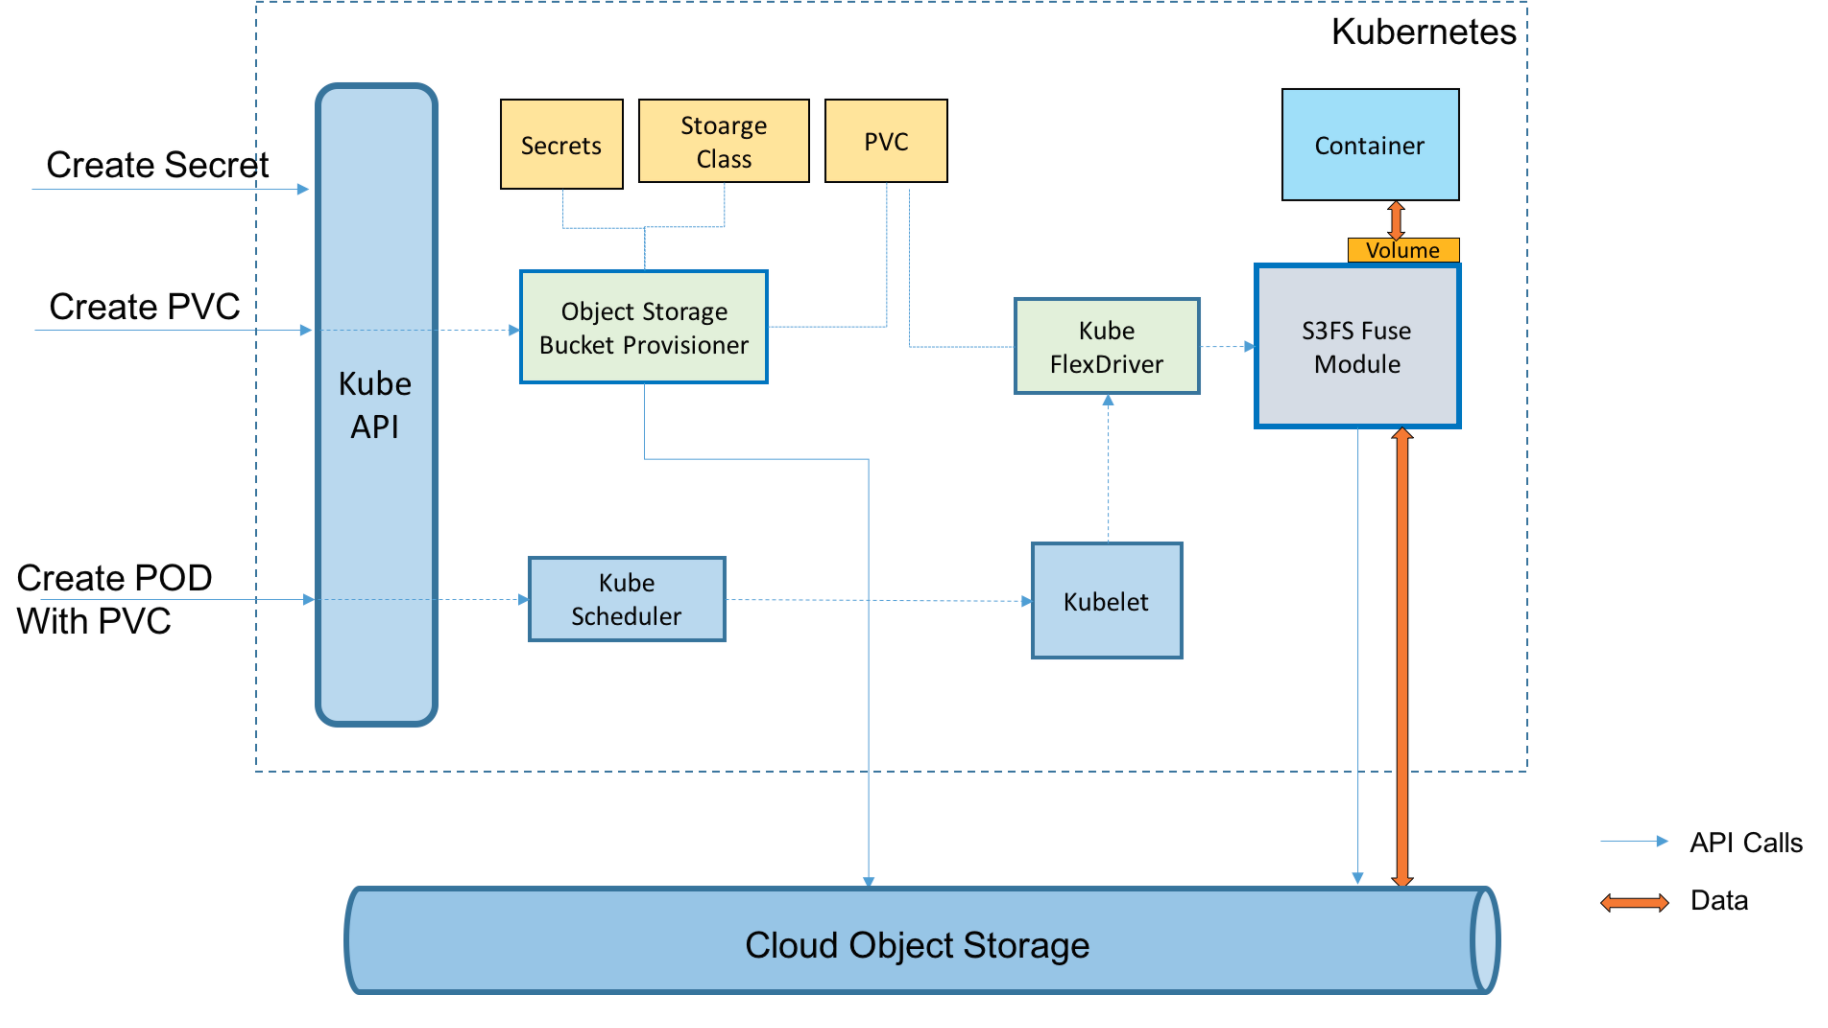 Kubernetes
Create Secret
Create PVC
Create POD
With PVC
Kube
API
Secrets
Stoarge
Class
PVC
Object Storage
Bucket Provisioner
Kube
Scheduler
Kubelet
Kube
FlexDriver
Container
Volume
S3FS Fuse
Module
Cloud Object Storage
API Calls
Data